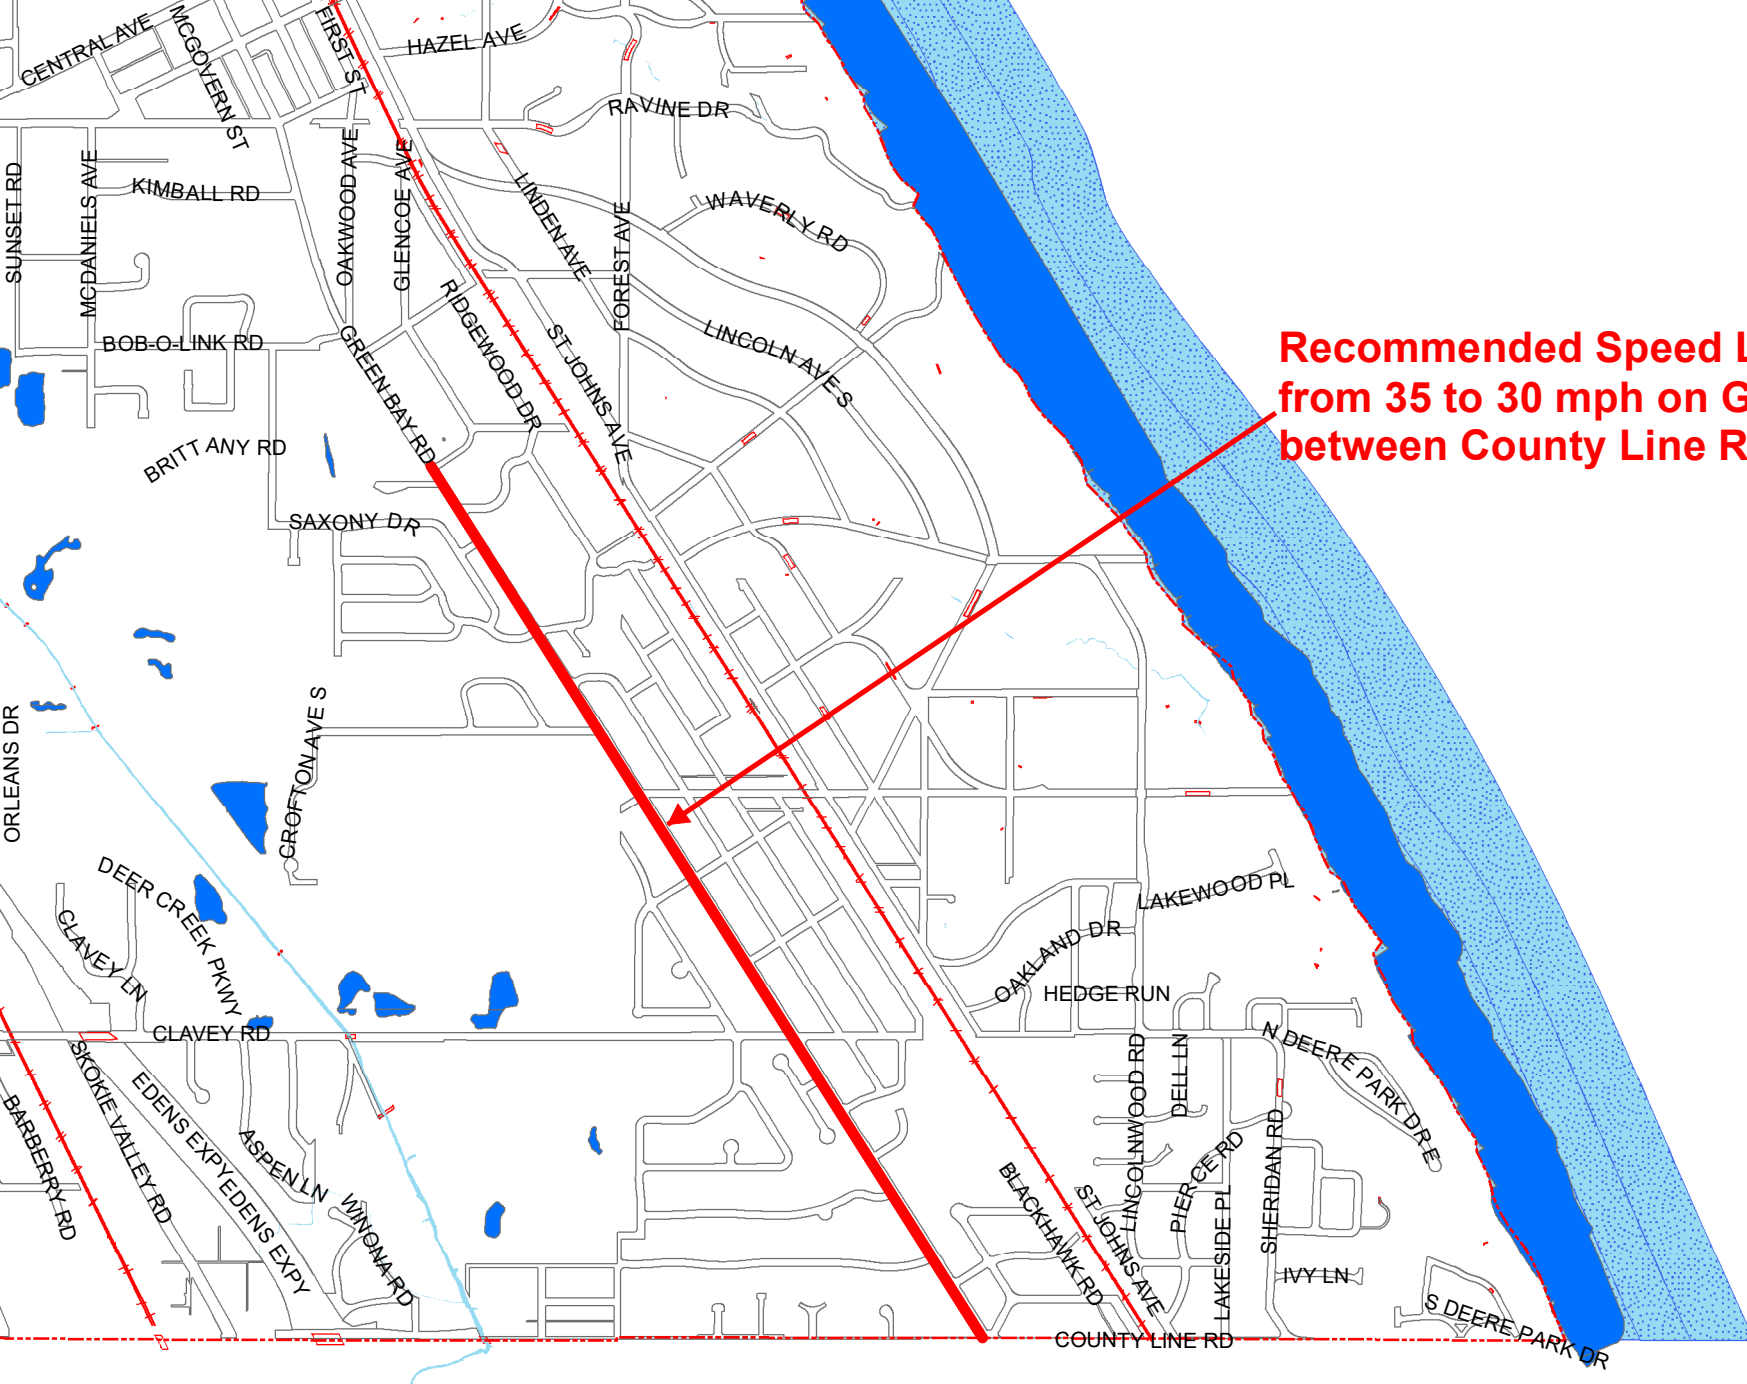 CENTRAL AVE
MCGOVERN ST
FIRST ST
HAZEL AVE
RAVINE DR
SUNSET RD
MCDANIELS AVE
KIMBALL RD
OAKWOOD AVE
GLENCOE AVE
LINDEN AVE
FOREST AVE
WAVERLY RD
BOB-O-LINK RD
GREEN BAY RD
RIDGEWOOD DR
ST JOHNS AVE
LINCOLN AVE S
Recommended Speed L
from 35 to 30 mph on G
between County Line R
BRITTANY RD
SAXONY DR
ORLEANS DR
CROFTON AVE S
DEER CREEK PKWY
CLAVEY LN
LAKEWOOD PL
OAKLAND DR
HEDGE RUN
CLAVEY RD
N DEERE PARK DR E
SKOKIE VALLEY RD
EDENS EXPY
EDENS EXPY
BARBERRY RD
ASPEN LN
WINONA RD
LINCOLNWOOD RD
DELL LN
PIERCE RD
SHERIDAN RD
BLACKHAWK RD
ST JOHNS AVE
LAKESIDE PL
IVY LN
S DEERE PARK DR
COUNTY LINE RD